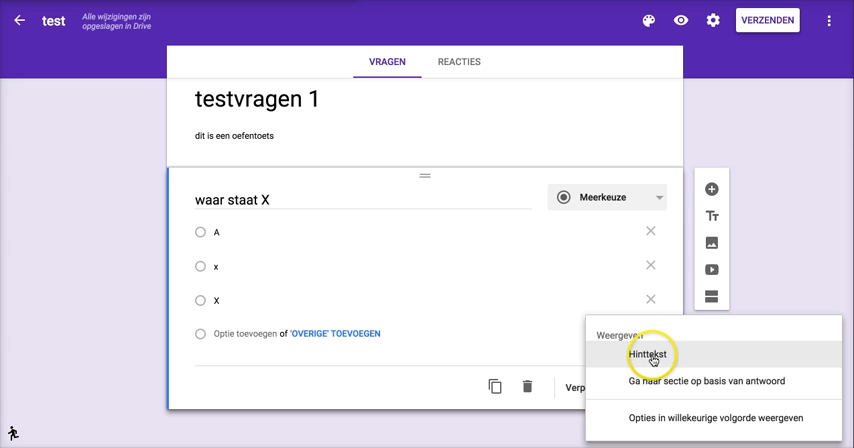 test
Alle wijzigingen zijn
opgeslagen in Drive
VERZENDEN
VRAGEN REACTIES
testvragen 1
dit is een oefentoets
waar staat X
Meerkeuze
A
x
X
Optie toevoegen of 'OVERIGE' TOEVOEGEN
Weergeven
Hinttekst
Verp
Ga naar sectie op basis van antwoord
Opties in willekeurige volgorde weergeven